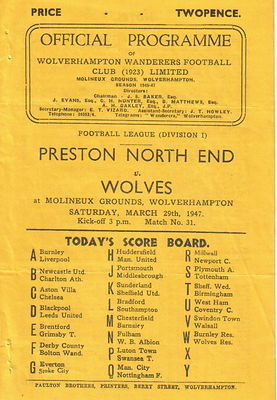 PRICE - TWOPENCE.
OFFICIAL PROGRAMME
OF
WOLVERHAMPTON WANDERERS FOOTBALL
CLUB (1923) LIMITED
MOLINEUX GROUNDS, WOLVERHAMPTON.
SEASON 1946-47
Directors:
Chairman - J. S. BAKER, Esq.
J. EVANS, Esq., C. H. HUNTER, Esq., B. MATTHEWS, Esq.
A. H. OAKLEY, Esq., J.P.
Secretary-Manager: E. T. VIZARD. Assistant-Secretary: J. T. HOWLEY.
Telephone: Telegrams: "Wanderers," Wolverhampton.
FOOTBALL LEAGUE (DIVISION I)
PRESTON NORTH END
v.
WOLVES
at MOLINEUX GROUNDS, WOLVERHAMPTON
SATURDAY, MARCH 29th, 1947.
Kick-off 3 p.m. Match No. 31.
TODAY'S SCORE BOARD.
A Burnley
Liverpool
B Newcastle Utd.
Charlton Ath.
C Aston Villa
Chelsea
D Blackpool
Leeds United
E Brentford
Grimsby T.
F Derby County
Bolton Wand.
G Everton
Stoke City
H Huddersfield
Man. United
J Portsmouth
Middlesbrough
K Sunderland
Sheffield Utd.
L Bradford
Southampton
M Chesterfield
Barnsley
N Fulham
W. B. Albion
P Luton Town
Swansea T.
Q Man. City
Nottingham F.
R Millwall
Newport C.
S Plymouth A.
Tottenham
T Sheff. Wed.
Birmingham
U West Ham
Coventry C.
V Swindon Town
Walsall
W Burnley Res.
Wolves Res.
X
Y
PAULTON BROTHERS, PRINTERS, BERRY STREET, WOLVERHAMPTON.